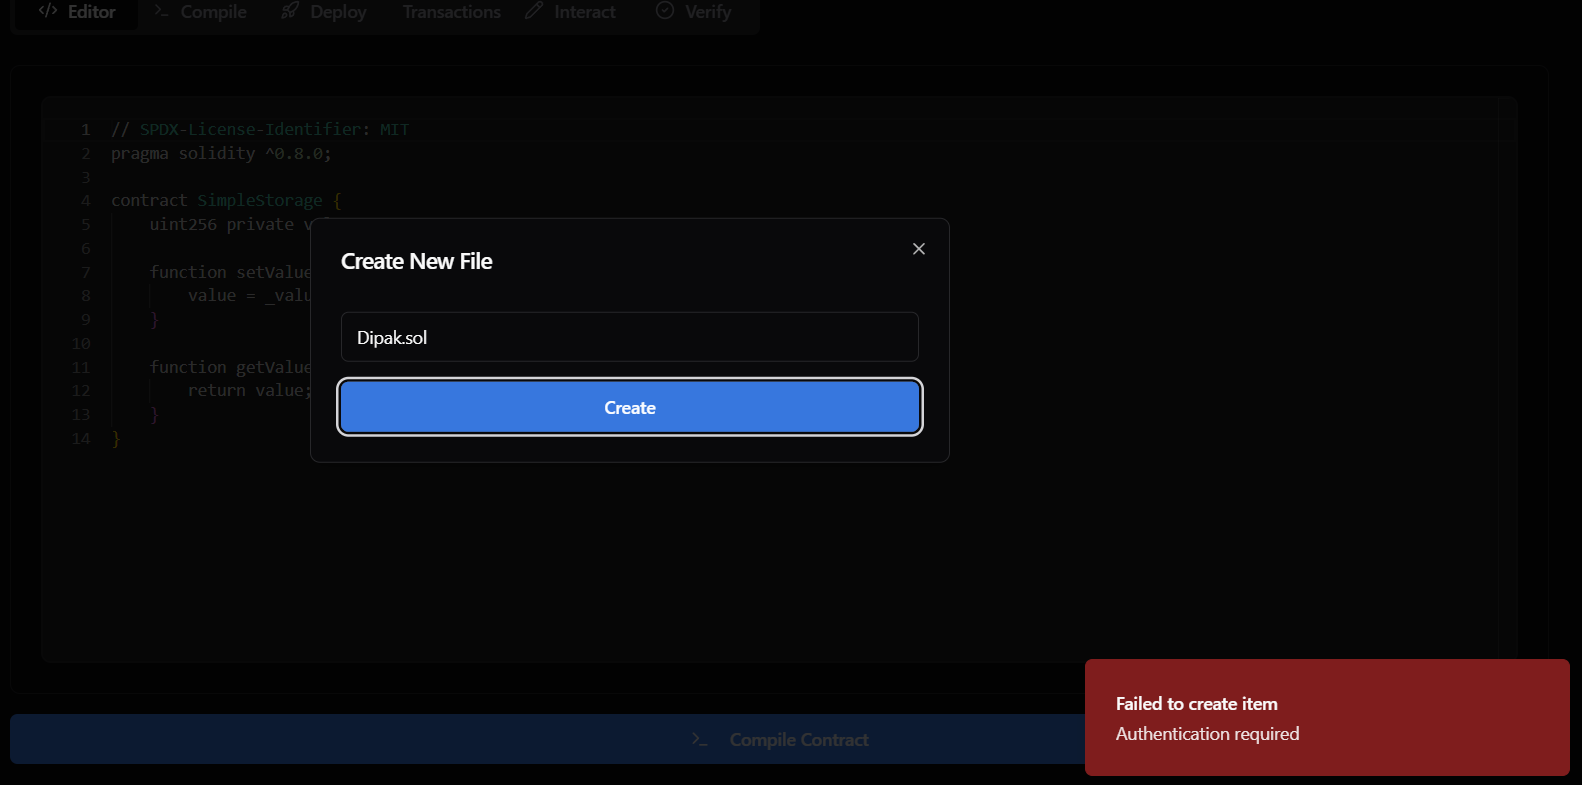 Editor
Compile
Deploy
Transactions
Interact
Verify
1 // SPDX-License-Identifier: MIT
2 pragma solidity ^0.8.0;
3
4 contract SimpleStorage {
5 uint256 private
6
7 function setValue
8 value =
9 }
10
11 function getValue
12 return value;
13 }
14 }
Create New File
Dipak.sol
Create
Compile Contract
Failed to create item
Authentication required